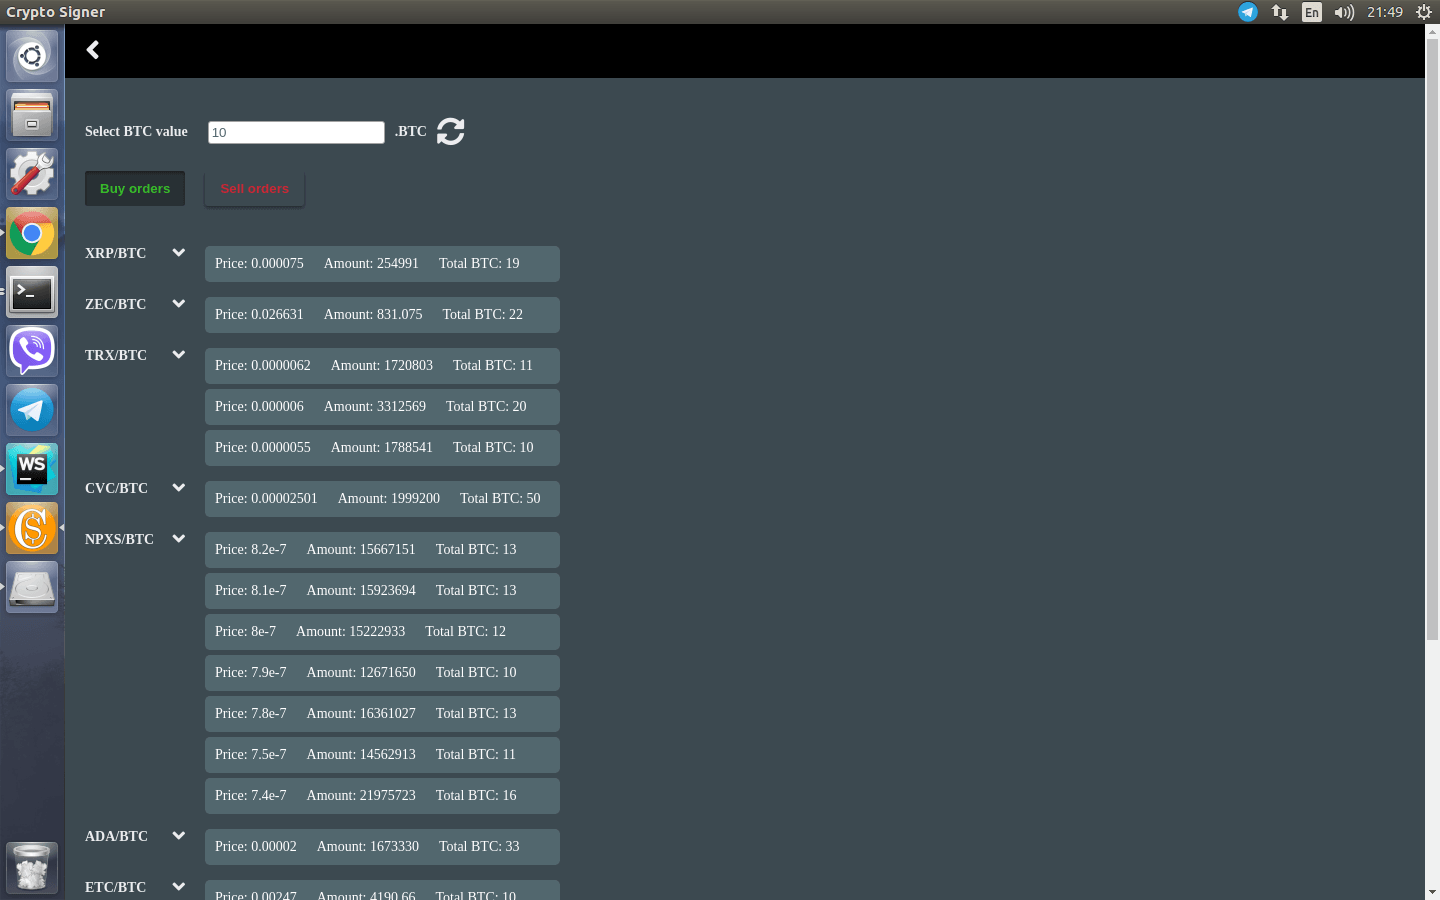 Crypto Signer En 21:49
Select BTC value 10 .BTC
Buy orders Sell orders
XRP/BTC Price: 0.000075 Amount: 254991 Total BTC: 19
ZEC/BTC Price: 0.026631 Amount: 831.075 Total BTC: 22
TRX/BTC Price: 0.0000062 Amount: 1720803 Total BTC: 11
Price: 0.000006 Amount: 3312569 Total BTC: 20
Price: 0.0000055 Amount: 1788541 Total BTC: 10
WS
CVC/BTC Price: 0.00002501 Amount: 1999200 Total BTC: 50
NPXS/BTC Price: 8.2e-7 Amount: 15667151 Total BTC: 13
Price: 8.1e-7 Amount: 15923694 Total BTC: 13
Price: 8e-7 Amount: 15222933 Total BTC: 12
Price: 7.9e-7 Amount: 12671650 Total BTC: 10
Price: 7.8e-7 Amount: 16361027 Total BTC: 13
Price: 7.5e-7 Amount: 14562913 Total BTC: 11
Price: 7.4e-7 Amount: 21975723 Total BTC: 16
ADA/BTC Price: 0.00002 Amount: 1673330 Total BTC: 33
ETC/BTC Price: 0.00247 Amount: 4190.66 Total BTC: 10